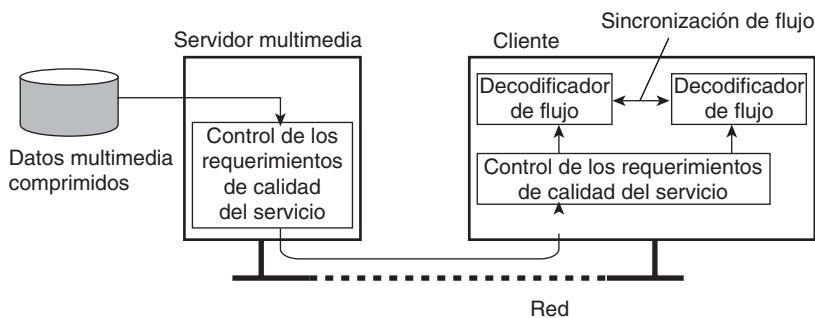 Sincronización de flujo
Servidor multimedia
Cliente
Decodificador
de flujo
Decodificador
de flujo
Control de los
requerimientos
de calidad
del servicio
Datos multimedia
comprimidos
Control de los requerimientos
de calidad del servicio
Red